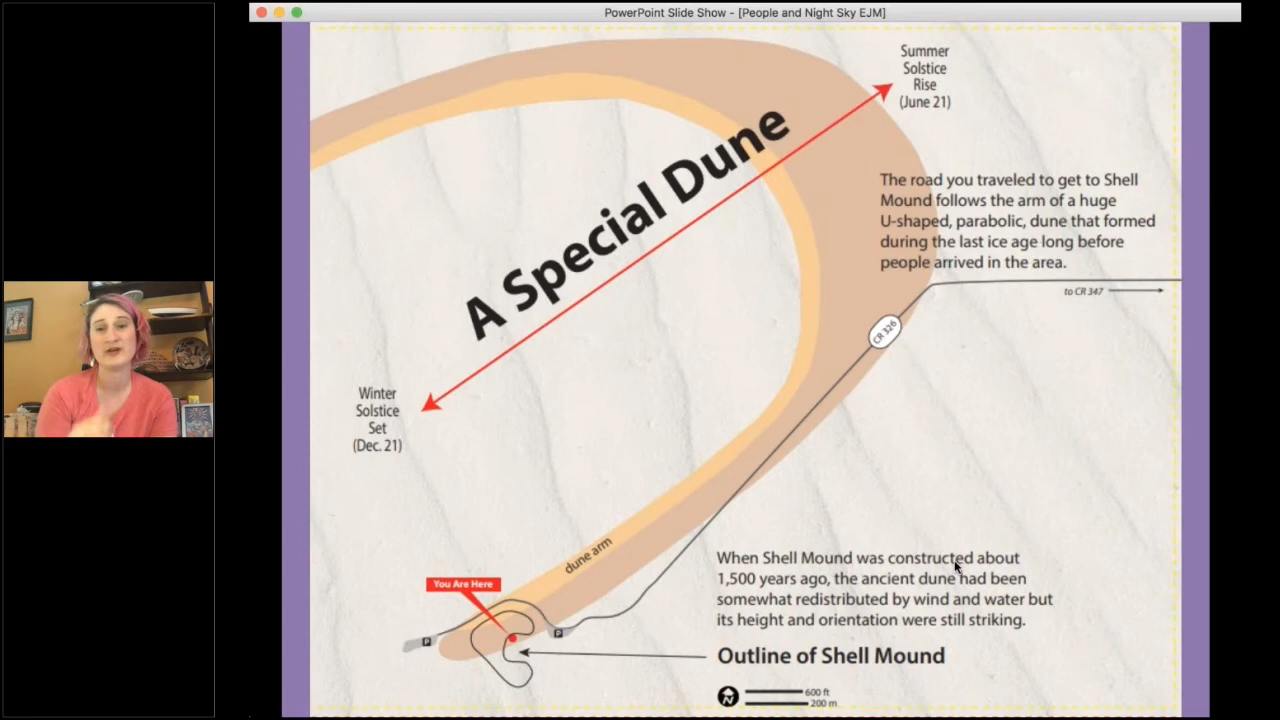 PowerPoint Slide Show - [People and Night Sky EJM]
Summer
Solstice
Rise
(June 21)
A Special Dune
The road you traveled to get to Shell
Mound follows the arm of a huge
U-shaped, parabolic, dune that formed
during the last ice age long before
people arrived in the area.
to CR 347
CR 326
Winter
Solstice
Set
(Dec. 21)
dune arm
When Shell Mound was constructed about
1,500 years ago, the ancient dune had been
somewhat redistributed by wind and water but
its height and orientation were still striking.
You Are Here
P
P
Outline of Shell Mound
N
600 ft
200 m